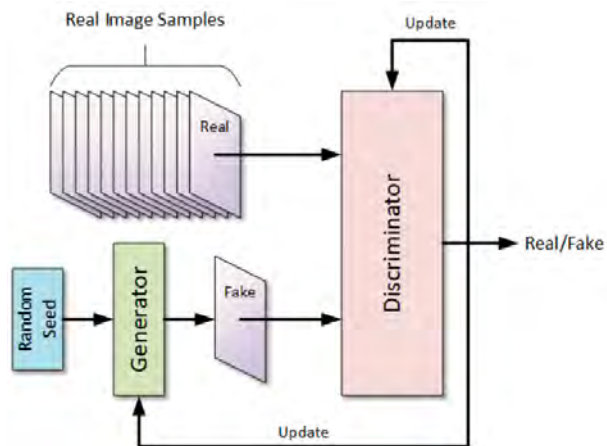 Real Image Samples
Update
Real
Discriminator
Real/Fake
Generator
Fake
Random
Seed
Update